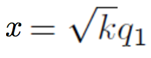 x = √k q₁